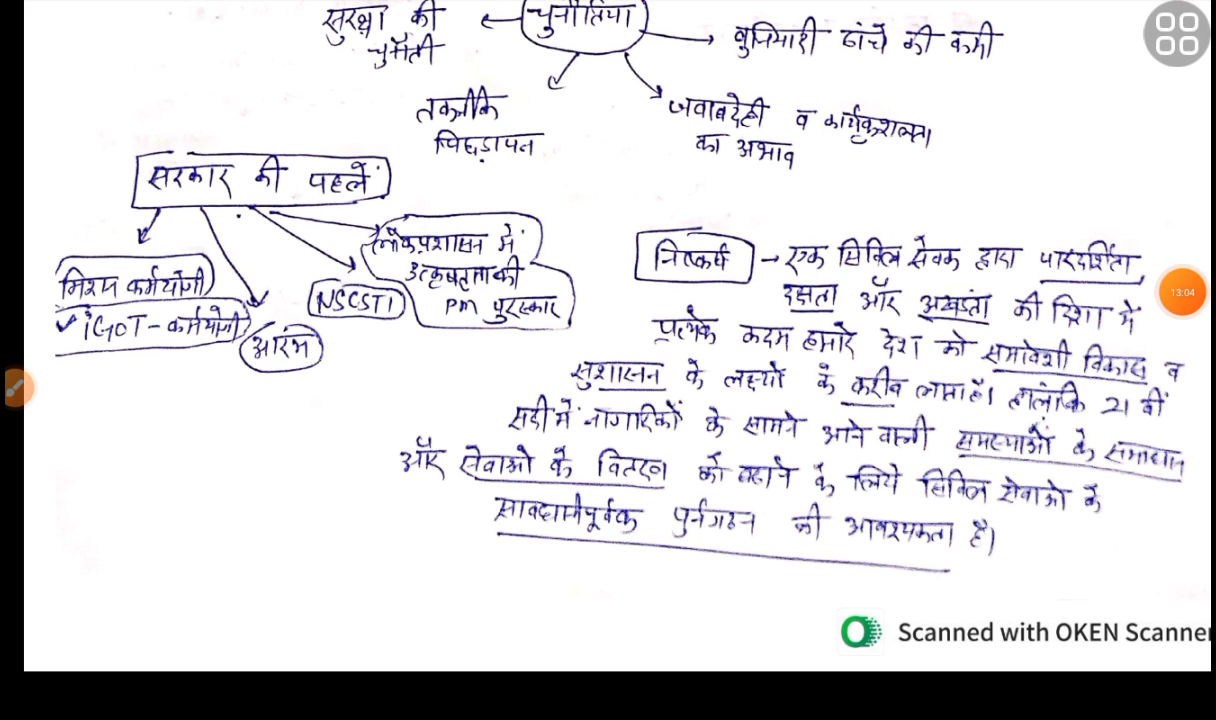 सुरक्षा की
चुनौती
चुनौतियां
बुनियादी ढांचे की कमी
तकनीकि
पिछड़ापन
जवाबदेही व कार्यकुशलता
का अभाव
सरकार की पहलें
मिशन कर्मयोगी
iGOT - कर्मयोगी
आरंभ
NSCSTI
लोकप्रशासन में
उत्कृष्टता की
PM पुरस्कार
निष्कर्ष → एक सिविल सेवक द्वारा पारदर्शिता,
दक्षता और अखण्डता की दिशा में
प्रत्येक कदम हमारे देश को समावेशी विकास व
सुशासन के लक्ष्यों के करीब लाता है। हालांकि 21 वीं
सदी में नागरिकों के सामने आने वाली समस्याओं के समाधान
और सेवाओं के वितरण को बढ़ाने के लिये सिविल सेवाओं के
सावधानीपूर्वक पुर्नगठन की आवश्यकता है।
13:04
Scanned with OKEN Scanner